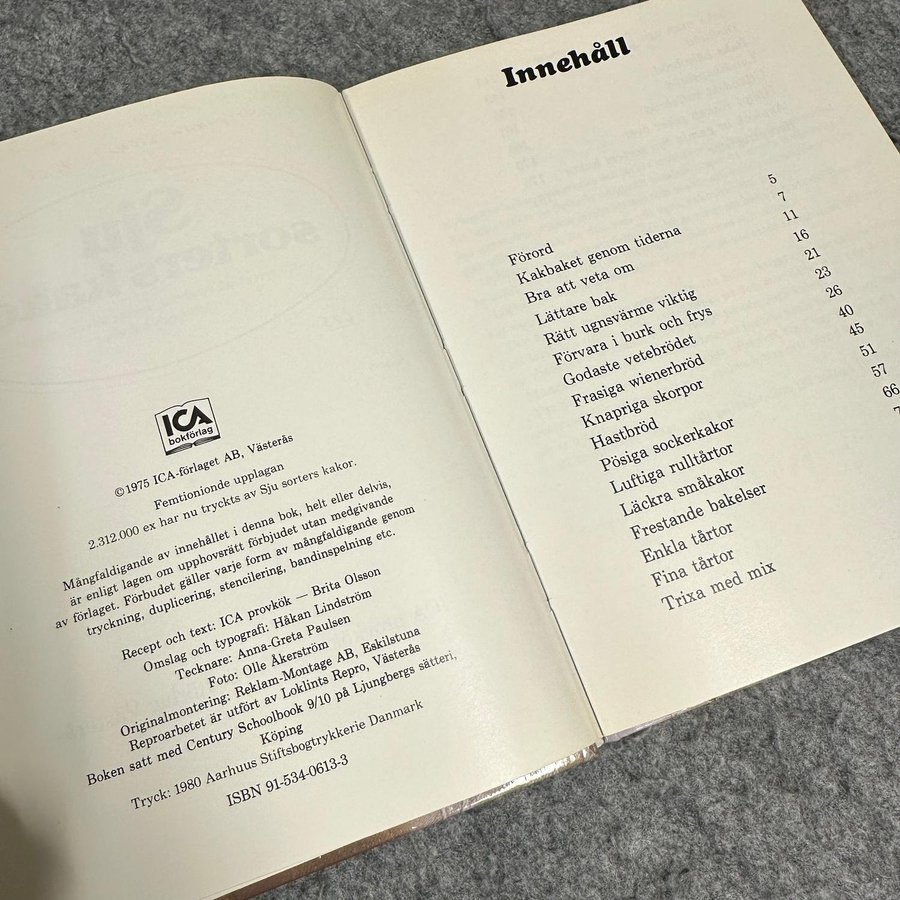 ICA
bokförlag
©1975 ICA-förlaget AB, Västerås
Femtionionde upplagan
2.312.000 ex har nu tryckts av Sju sorters kakor.
Mångfaldigande av innehållet i denna bok, helt eller delvis,
är enligt lagen om upphovsrätt förbjudet utan medgivande
av förlaget. Förbudet gäller varje form av mångfaldigande genom
tryckning, duplicering, stencilering, bandinspelning etc.
Recept och text: ICA provkök — Brita Olsson
Omslag och typografi: Håkan Lindström
Tecknare: Anna-Greta Paulsen
Foto: Olle Åkerström
Originalmontering: Reklam-Montage AB, Eskilstuna
Reproarbetet är utfört av Loklints Repro, Västerås
Boken satt med Century Schoolbook 9/10 på Ljungbergs sätteri,
Köping
Tryck: 1980 Aarhuus Stiftsbogtrykkerie Danmark
ISBN 91-534-0613-3
Innehåll
Förord 5
Kakbaket genom tiderna 7
Bra att veta om 11
Lättare bak 16
Rätt ugnsvärme viktig 21
Förvara i burk och frys 23
Godaste vetebrödet 26
Frasiga wienerbröd 40
Knapriga skorpor 45
Hastbröd 51
Pösiga sockerkakor 57
Luftiga rulltårtor 66
Läckra småkakor
Frestande bakelser
Enkla tårtor
Fina tårtor
Trixa med mix